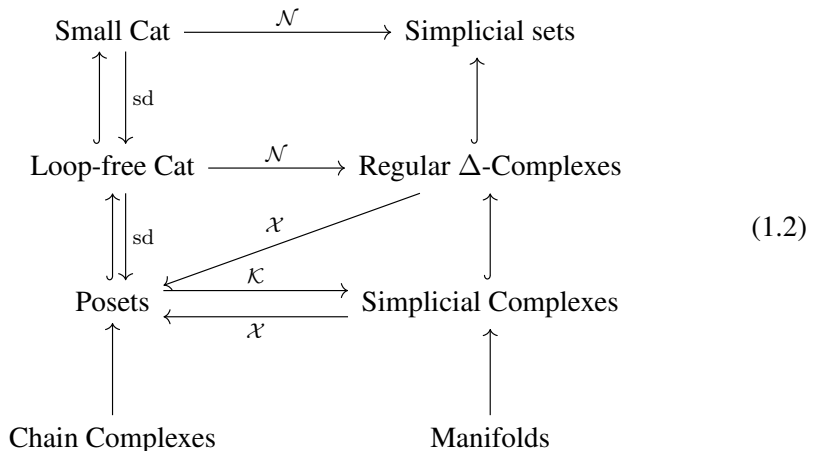 Small Cat 𝒩 Simplicial sets
sd
Loop-free Cat 𝒩 Regular Δ-Complexes
𝒳 (1.2)
sd
𝒦
Posets Simplicial Complexes
𝒳
Chain Complexes Manifolds